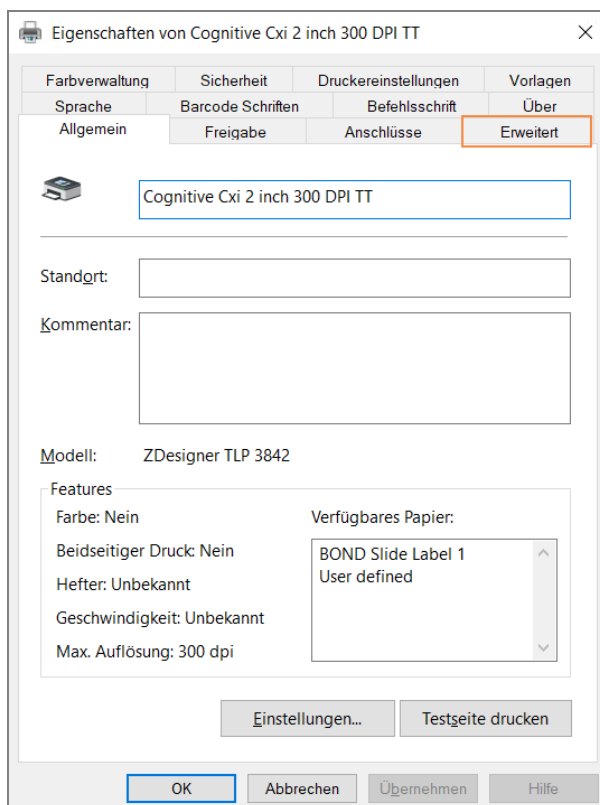 Eigenschaften von Cognitive Cxi 2 inch 300 DPI TT
Farbverwaltung Sicherheit Druckereinstellungen Vorlagen
Sprache Barcode Schriften Befehlsschrift Über
Allgemein Freigabe Anschlüsse Erweitert
Cognitive Cxi 2 inch 300 DPI TT
Standort:
Kommentar:
Modell: ZDesigner TLP 3842
Features
Farbe: Nein Verfügbares Papier:
Beidseitiger Druck: Nein BOND Slide Label 1
Hefter: Unbekannt User defined
Geschwindigkeit: Unbekannt
Max. Auflösung: 300 dpi
Einstellungen... Testseite drucken
OK Abbrechen Übernehmen Hilfe